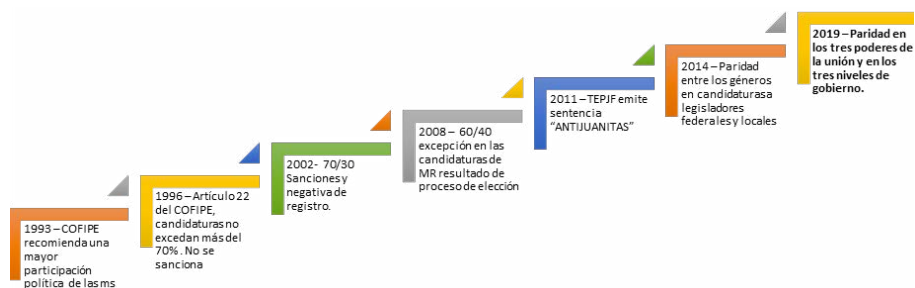 1993 – COFIPE
recomienda una
mayor
participación
política de las ms
1996 – Artículo 22
del COFIPE,
candidaturas no
excedan más del
70%. No se
sanciona
2002- 70/30
Sanciones y
negativa de
registro.
2008 – 60/40
excepción en las
candidaturas de
MR resultado de
proceso de elección
2011 – TEPJF emite
sentencia
“ANTIJUANITAS”
2014 – Paridad
entre los géneros
en candidaturasa
legisladores
federales y locales
2019 – Paridad en
los tres poderes de
la unión y en los
tres niveles de
gobierno.